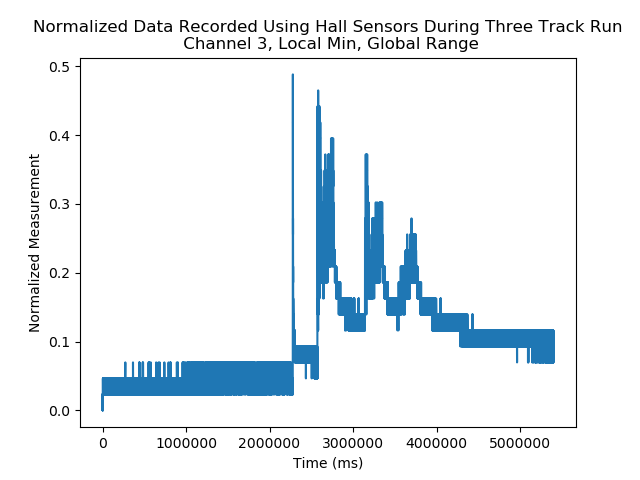 Normalized Data Recorded Using Hall Sensors During Three Track Run
Channel 3, Local Min, Global Range
0.5
0.4
0.3
0.2
0.1
0.0
Normalized Measurement
0 1000000 2000000 3000000 4000000 5000000
Time (ms)